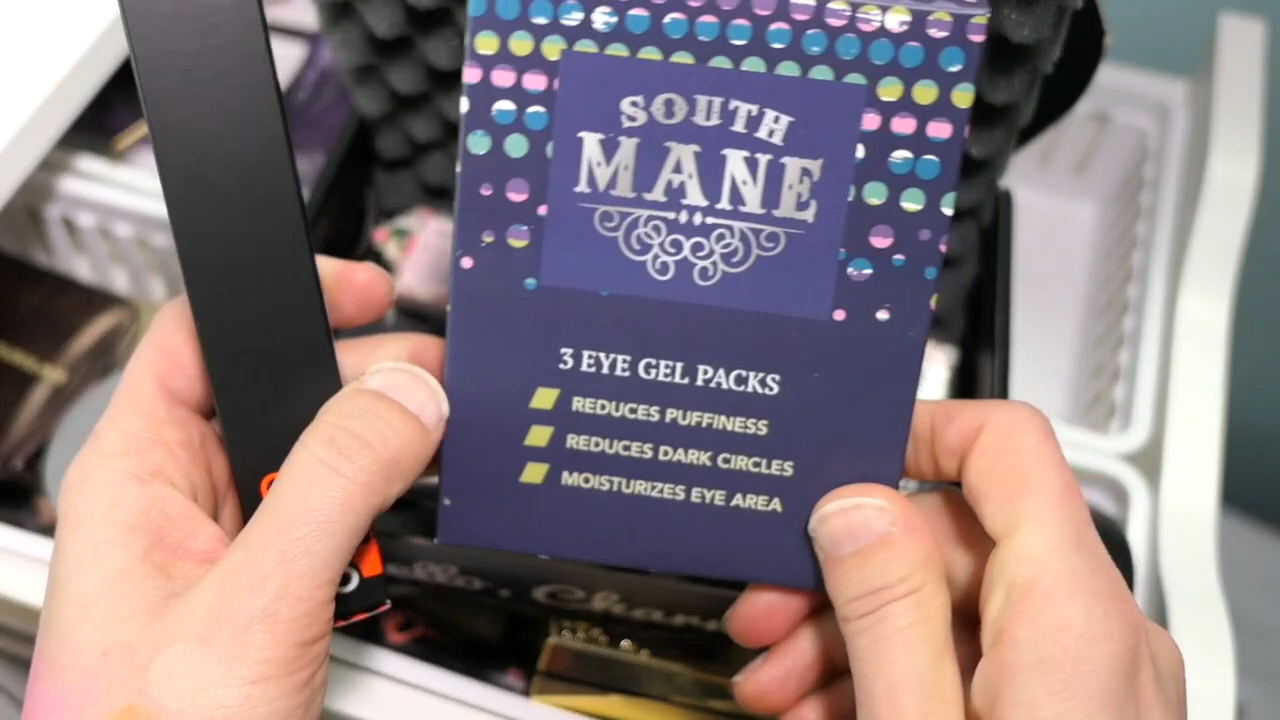 SOUTH
MANE
3 EYE GEL PACKS
REDUCES PUFFINESS
REDUCES DARK CIRCLES
MOISTURIZES EYE AREA